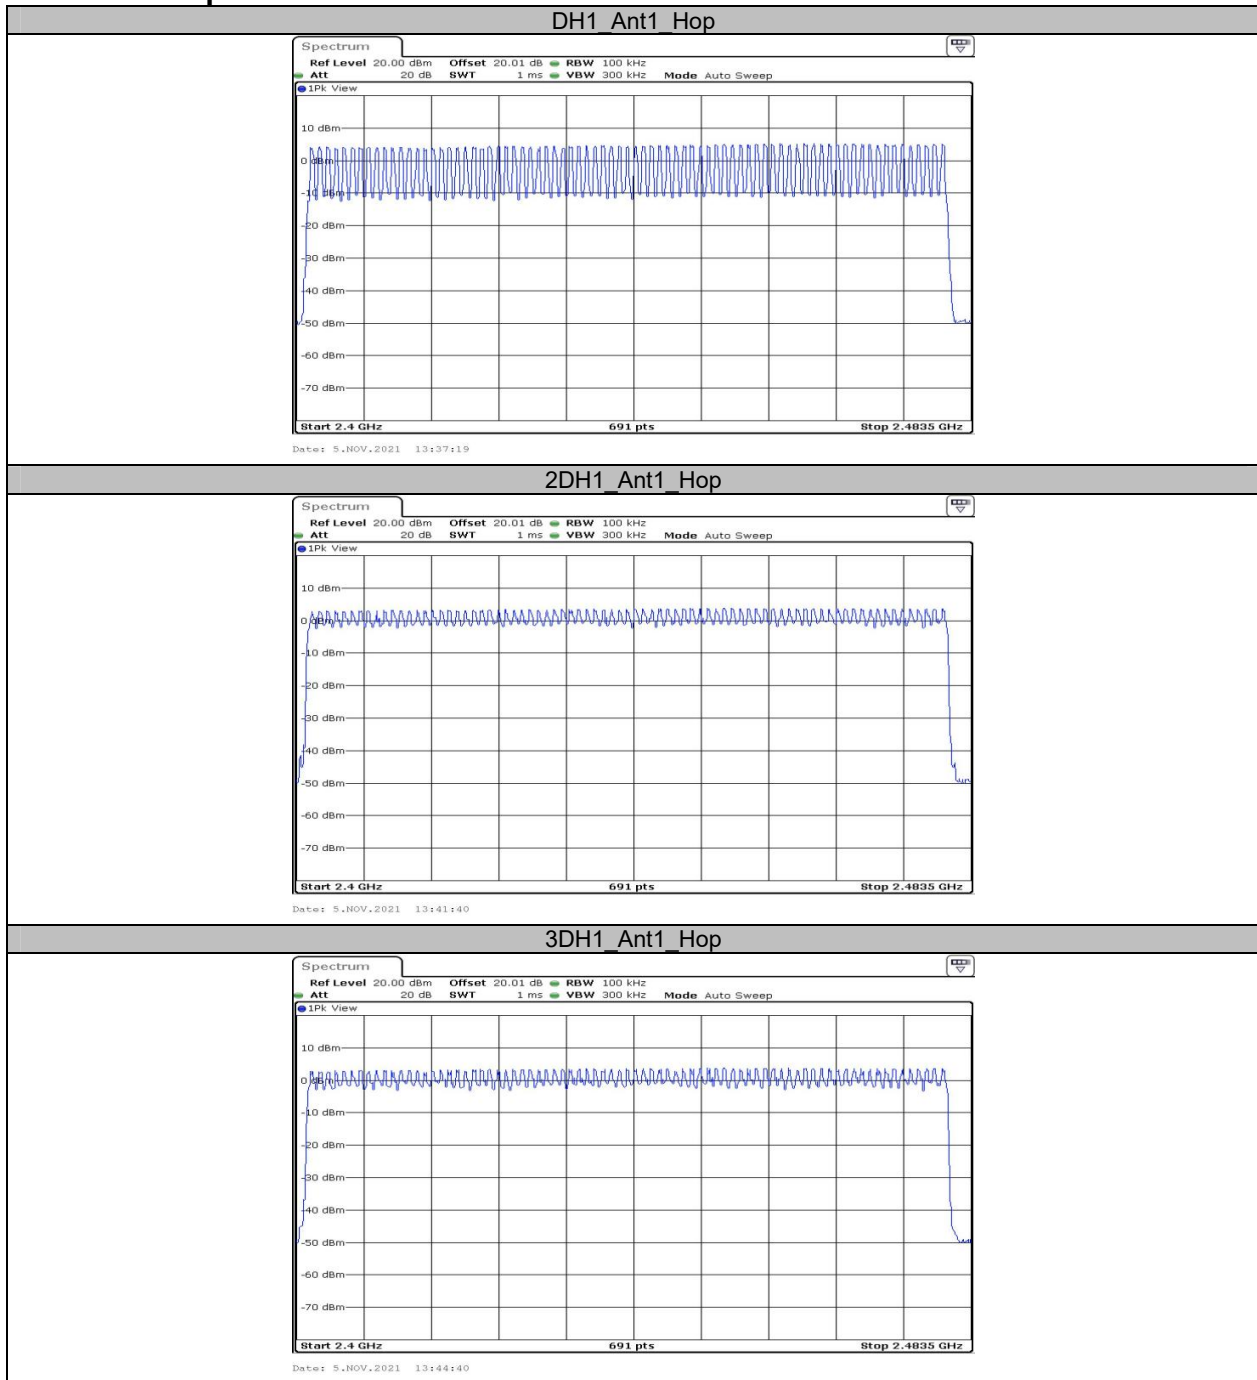 DH1_Ant1_Hop
Spectrum
Ref Level 20.00 dBm Offset 20.01 dB RBW 100 kHz
Att 20 dB SWT 1 ms VBW 300 kHz Mode Auto Sweep
1Pk View
10 dBm
0 dBm
-10 dBm
-20 dBm
-30 dBm
-40 dBm
-50 dBm
-60 dBm
-70 dBm
Start 2.4 GHz 691 pts Stop 2.4835 GHz
Date: 5.NOV.2021 13:37:19
2DH1_Ant1_Hop
Spectrum
Ref Level 20.00 dBm Offset 20.01 dB RBW 100 kHz
Att 20 dB SWT 1 ms VBW 300 kHz Mode Auto Sweep
1Pk View
10 dBm
0 dBm
-10 dBm
-20 dBm
-30 dBm
-40 dBm
-50 dBm
-60 dBm
-70 dBm
Start 2.4 GHz 691 pts Stop 2.4835 GHz
Date: 5.NOV.2021 13:41:40
3DH1_Ant1_Hop
Spectrum
Ref Level 20.00 dBm Offset 20.01 dB RBW 100 kHz
Att 20 dB SWT 1 ms VBW 300 kHz Mode Auto Sweep
1Pk View
10 dBm
0 dBm
-10 dBm
-20 dBm
-30 dBm
-40 dBm
-50 dBm
-60 dBm
-70 dBm
Start 2.4 GHz 691 pts Stop 2.4835 GHz
Date: 5.NOV.2021 13:44:40